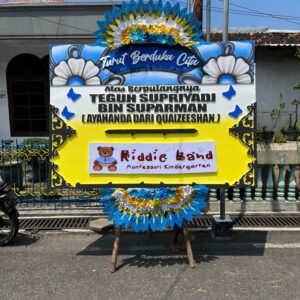 Turut Berduka Cita
Atas Berpulangnya
TEGUH SUPRIYADI
BIN SUPARMAN
( AYAHANDA DARI QUAIZEESHAN )
Kiddie Land
Montessori Kindergarten